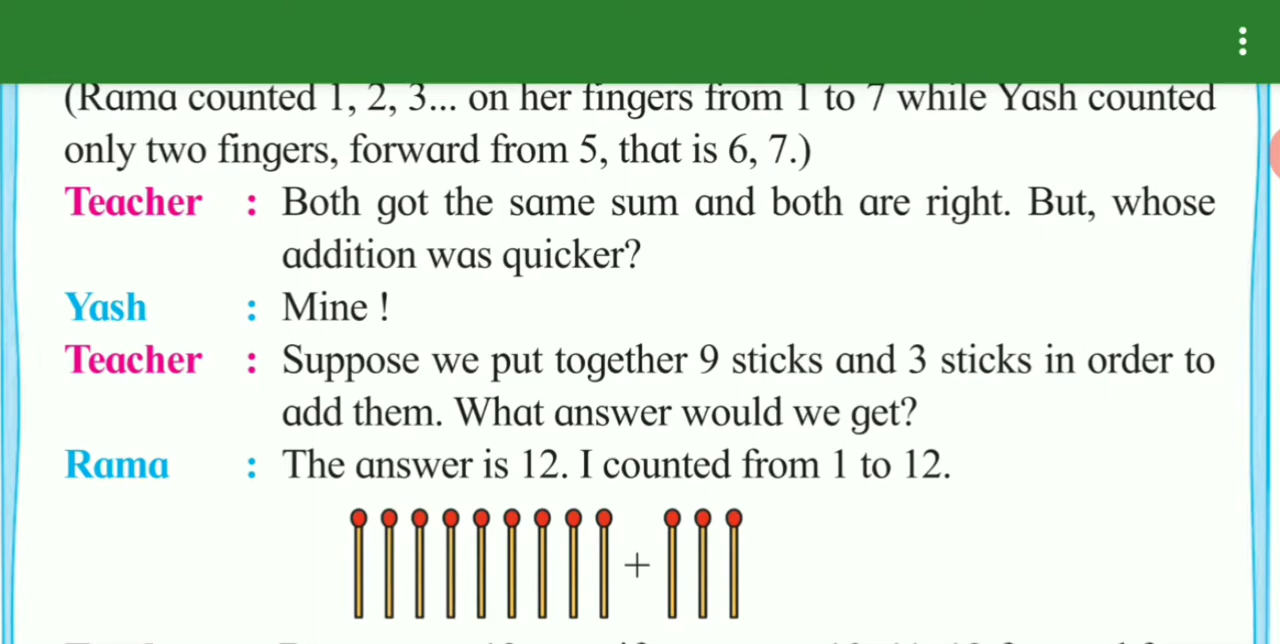 (Rama counted 1, 2, 3... on her fingers from 1 to 7 while Yash counted
only two fingers, forward from 5, that is 6, 7.)
Teacher : Both got the same sum and both are right. But, whose
addition was quicker?
Yash : Mine !
Teacher : Suppose we put together 9 sticks and 3 sticks in order to
add them. What answer would we get?
Rama : The answer is 12. I counted from 1 to 12.
+